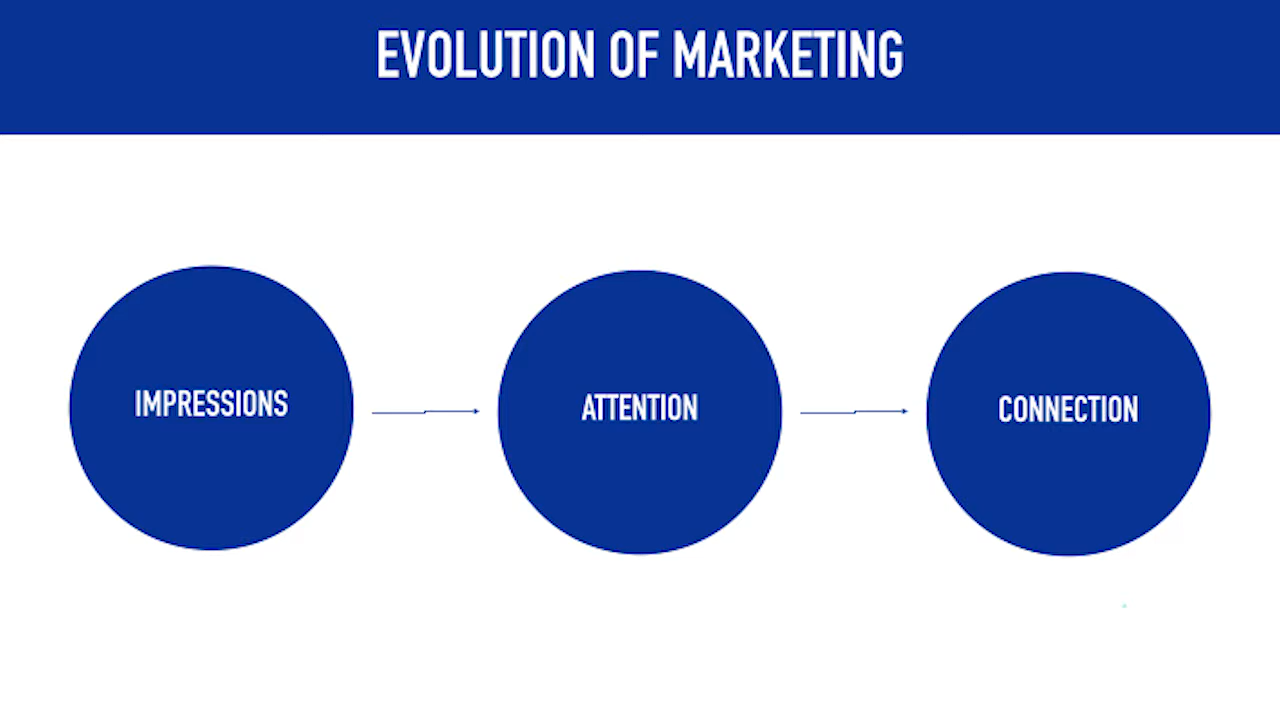 EVOLUTION OF MARKETING
IMPRESSIONS
ATTENTION
CONNECTION